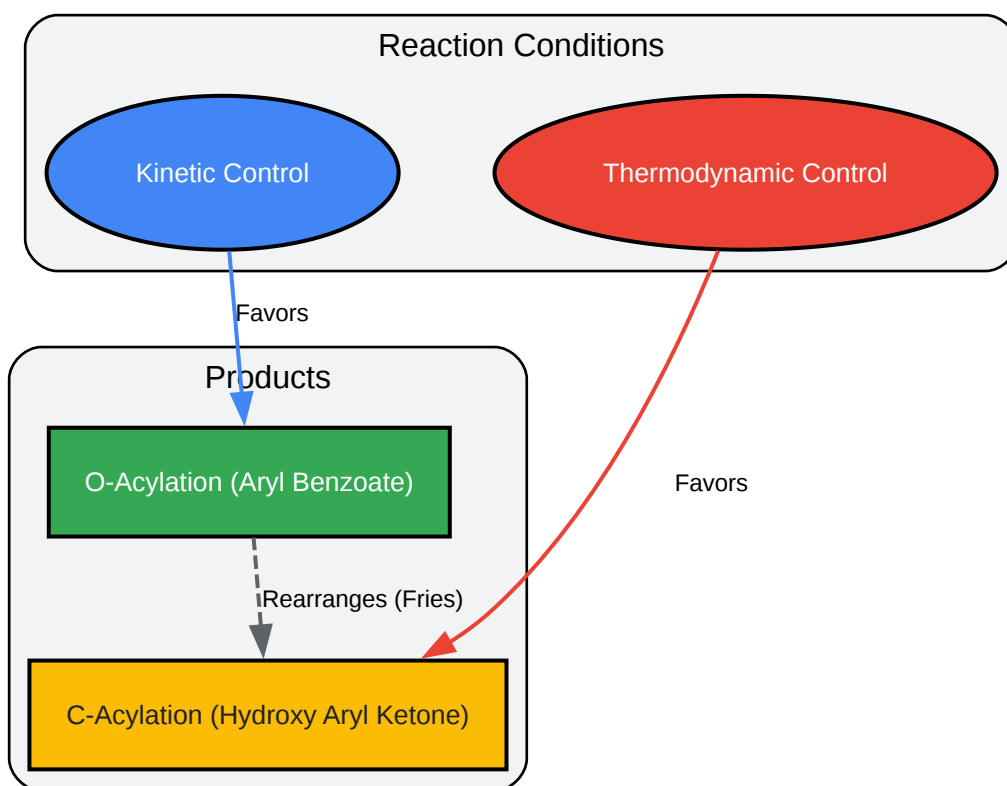 Reaction Conditions
Kinetic Control
Thermodynamic Control
Favors
Products
O-Acylation (Aryl Benzoate)
Favors
Rearranges (Fries)
C-Acylation (Hydroxy Aryl Ketone)